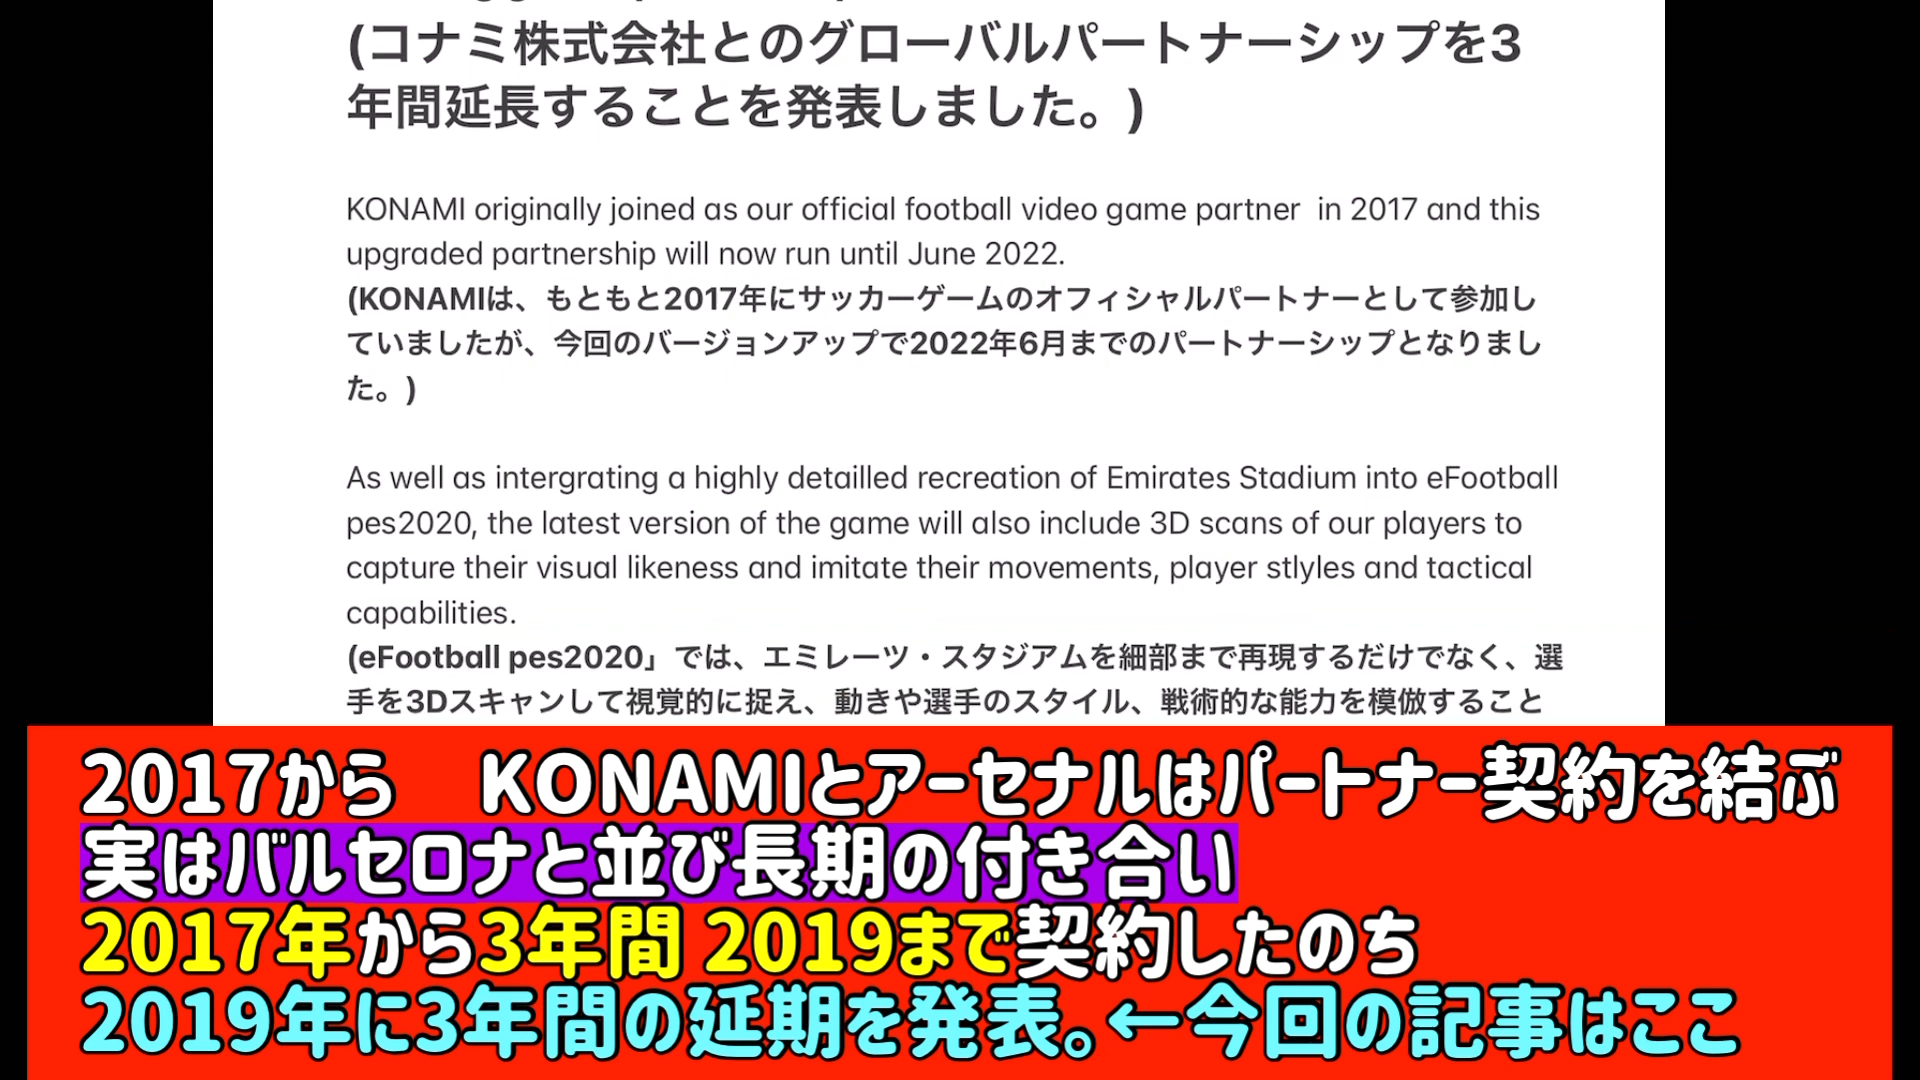 (コナミ株式会社とのグローバルパートナーシップを3
年間延長することを発表しました。)
KONAMI originally joined as our official football video game partner in 2017 and this
upgraded partnership will now run until June 2022.
(KONAMIは、もともと2017年にサッカーゲームのオフィシャルパートナーとして参加し
ていましたが、今回のバージョンアップで2022年6月までのパートナーシップとなりまし
た。)
As well as intergrating a highly detailled recreation of Emirates Stadium into eFootball
pes2020, the latest version of the game will also include 3D scans of our players to
capture their visual likeness and imitate their movements, player stlyles and tactical
capabilities.
(eFootball pes2020」では、エミレーツ・スタジアムを細部まで再現するだけでなく、選
手を3Dスキャンして視覚的に捉え、動きや選手のスタイル、戦術的な能力を模倣すること
2017から　KONAMIとアーセナルはパートナー契約を結ぶ
実はバルセロナと並び長期の付き合い
2017年から3年間 2019まで契約したのち
2019年に3年間の延期を発表。←今回の記事はここ